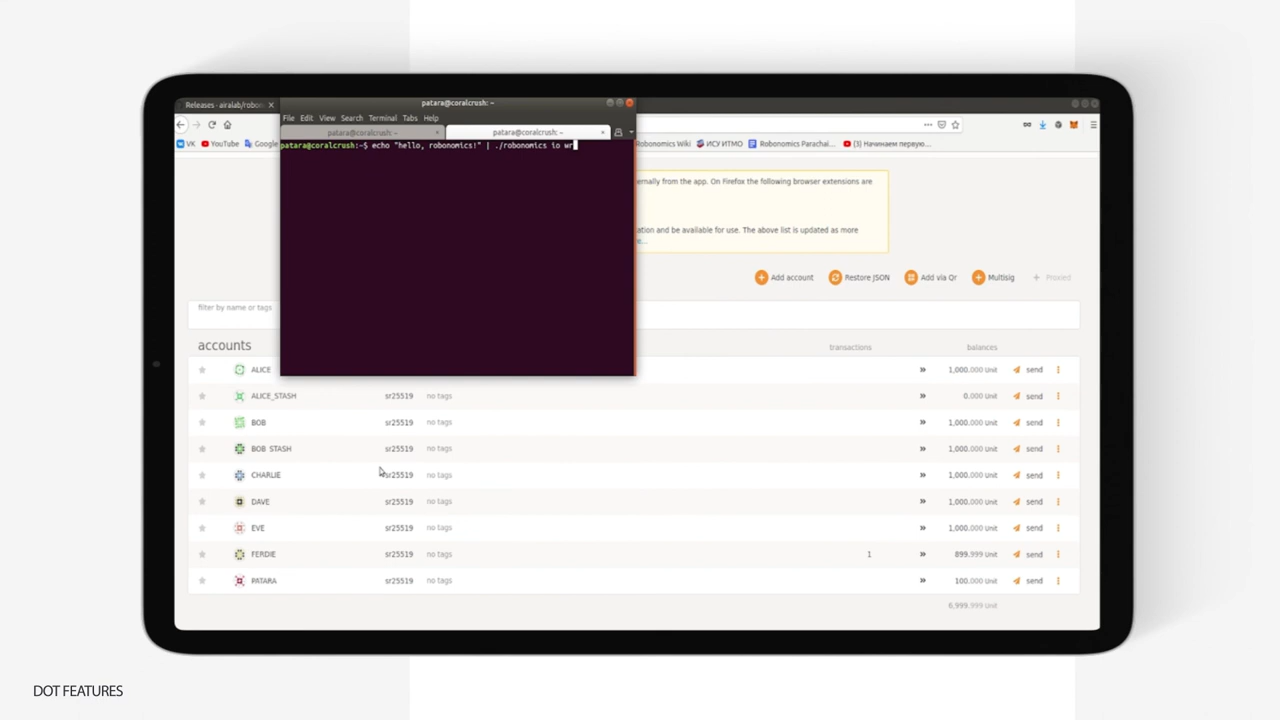 Releases · airalab/robon
patara@coralcrush: ~
File Edit View Search Terminal Tabs Help
patara@coralcrush: ~ × patara@coralcrush: ~ ×
patara@coralcrush:~$ echo "hello, robonomics!" | ./robonomics io wr
VK YouTube Google Robonomics Wiki ИСУ ИТМО Robonomics Parachai... (3) Начинаем первую...
ernally from the app. On Firefox the following browser extensions are
ation and be available for use. The above list is updated as more
e...
Add account Restore JSON Add via Qr Multisig Proxied
filter by name or tags
accounts transactions balances
ALICE 1,000.000 Unit send
ALICE_STASH sr25519 no tags 0.000 Unit send
BOB sr25519 no tags 1,000.000 Unit send
BOB STASH sr25519 no tags 1,000.000 Unit send
CHARLIE sr25519 no tags 1,000.000 Unit send
DAVE sr25519 no tags 1,000.000 Unit send
EVE sr25519 no tags 1,000.000 Unit send
FERDIE sr25519 no tags 1 899.999 Unit send
PATARA sr25519 no tags 100.000 Unit send
6,999.999 Unit
DOT FEATURES